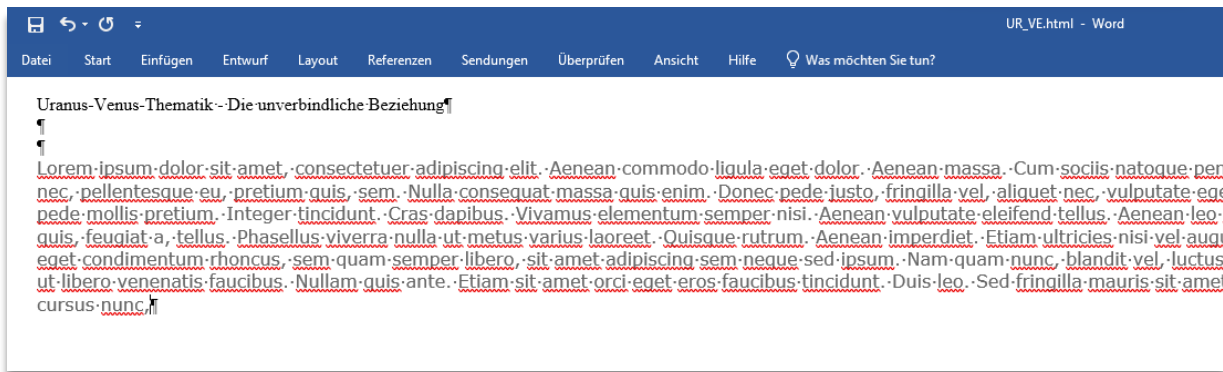 UR_VE.html - Word
Datei Start Einfügen Entwurf Layout Referenzen Sendungen Überprüfen Ansicht Hilfe Was möchten Sie tun?
Uranus-Venus-Thematik - Die unverbindliche Beziehung¶
¶
¶
Lorem ipsum dolor sit amet, consectetuer adipiscing elit. Aenean commodo ligula eget dolor. Aenean massa. Cum sociis natoque pen
nec, pellentesque eu, pretium quis, sem. Nulla consequat massa quis enim. Donec pede justo, fringilla vel, aliquet nec, vulputate ege
pede mollis pretium. Integer tincidunt. Cras dapibus. Vivamus elementum semper nisi. Aenean vulputate eleifend tellus. Aenean leo
quis, feugiat a, tellus. Phasellus viverra nulla ut metus varius laoreet. Quisque rutrum. Aenean imperdiet. Etiam ultricies nisi vel augu
eget condimentum rhoncus, sem quam semper libero, sit amet adipiscing sem neque sed ipsum. Nam quam nunc, blandit vel, luctus
ut libero venenatis faucibus. Nullam quis ante. Etiam sit amet orci eget eros faucibus tincidunt. Duis leo. Sed fringilla mauris sit amet
cursus nunc,¶